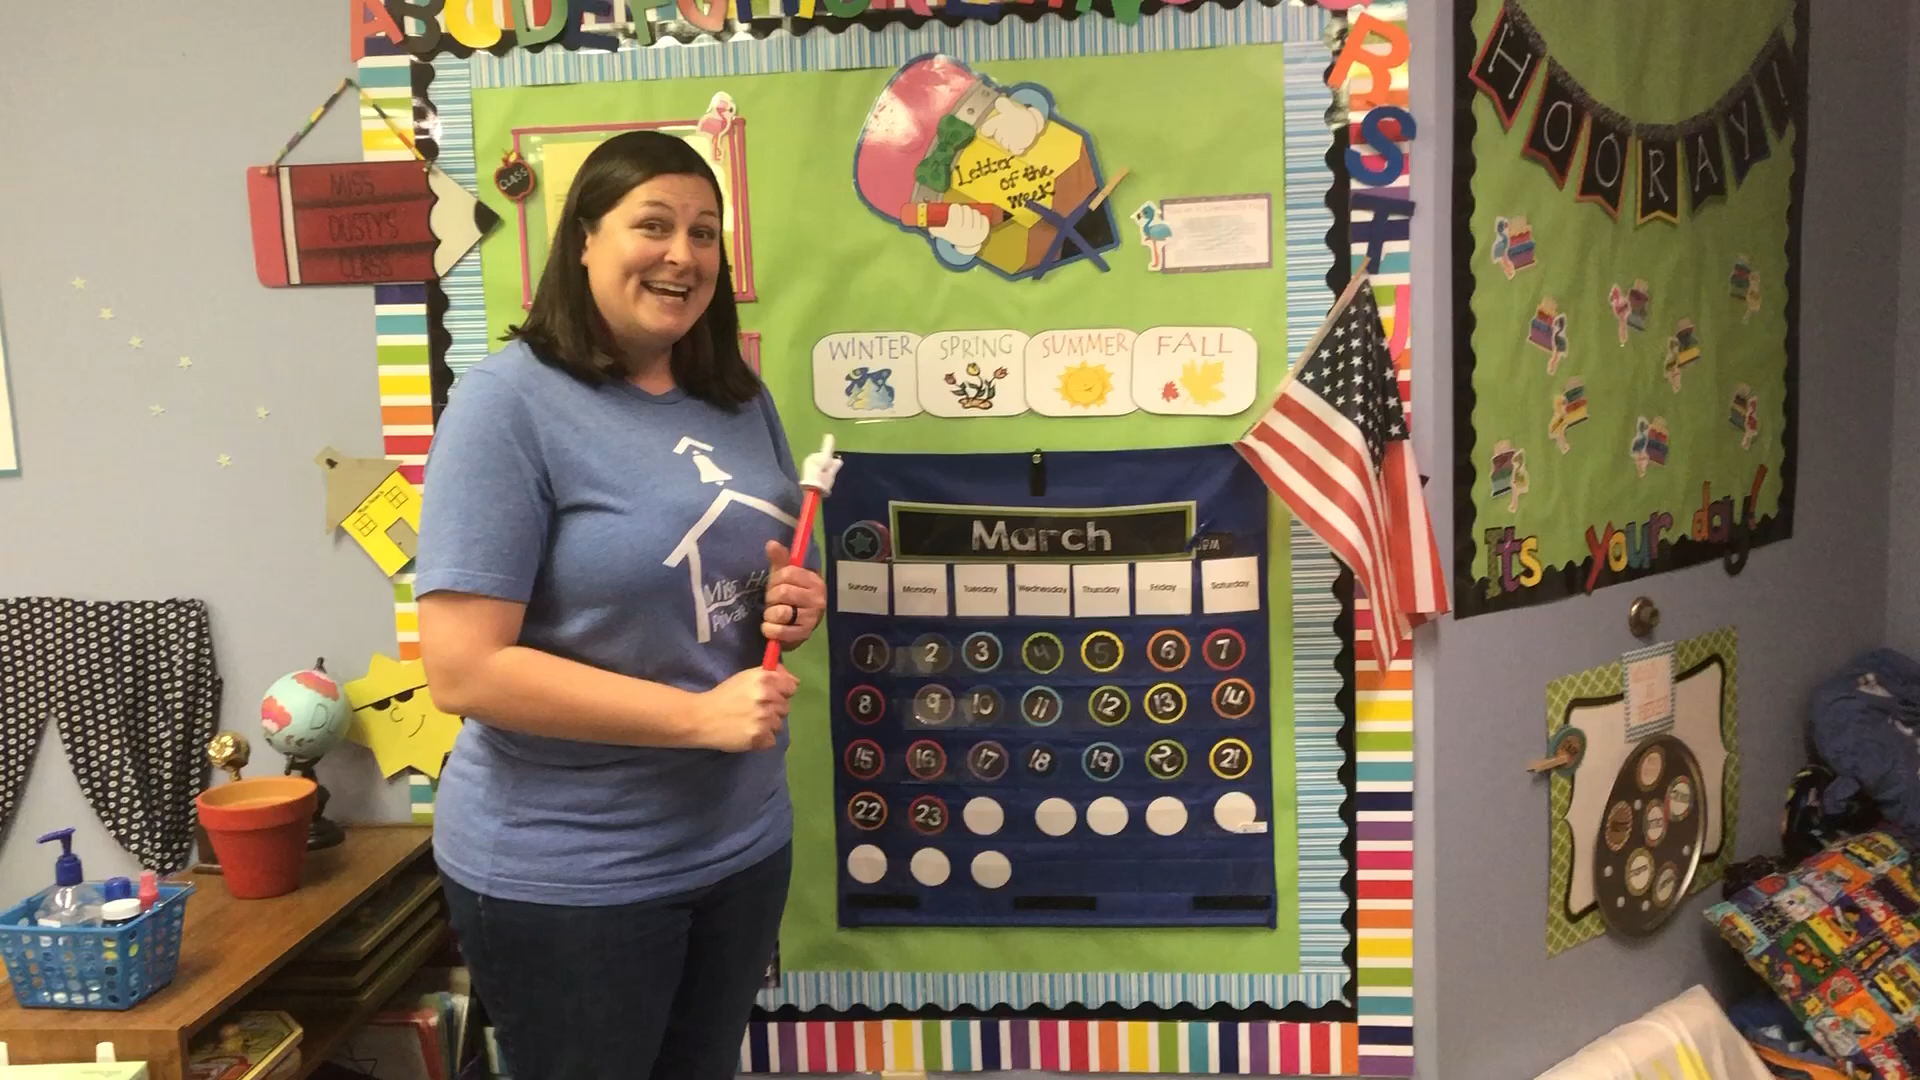 A B C D E F G H I J K L M N
R
S
T
U
HOORAY!
CLASS
MISS
DUSTY'S
CLASS
Letter
of the
Week
WINTER SPRING SUMMER FALL
March
Sunday Monday Tuesday Wednesday Thursday Friday Saturday
1 2 3 4 5 6 7
8 9 10 11 12 13 14
15 16 17 18 19 20 21
22 23
Miss
It's your day!